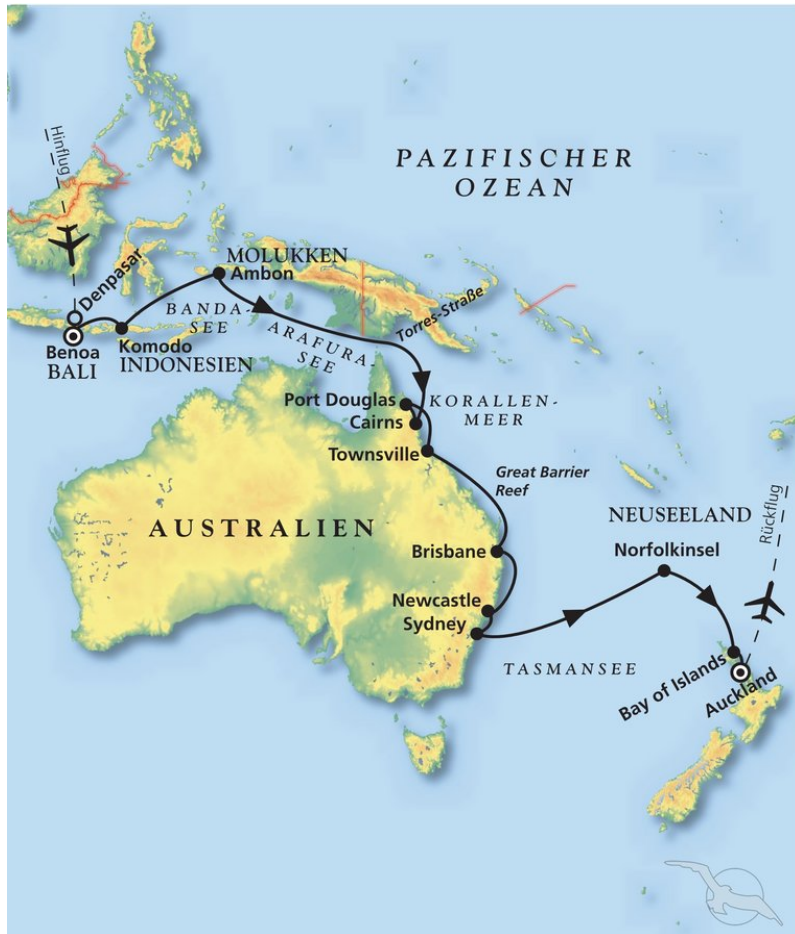 PAZIFISCHER
OZEAN
Hinflug
MOLUKKEN
Ambon
Denpasar
BANDA-
SEE
Torres-Straße
ARAFURA-
SEE
Benoa
BALI
Komodo
INDONESIEN
Port Douglas
KORALLEN-
MEER
Cairns
Townsville
Great Barrier
Reef
Rückflug
AUSTRALIEN
NEUSEELAND
Brisbane
Norfolkinsel
Newcastle
Sydney
TASMANSEE
Bay of Islands
Auckland